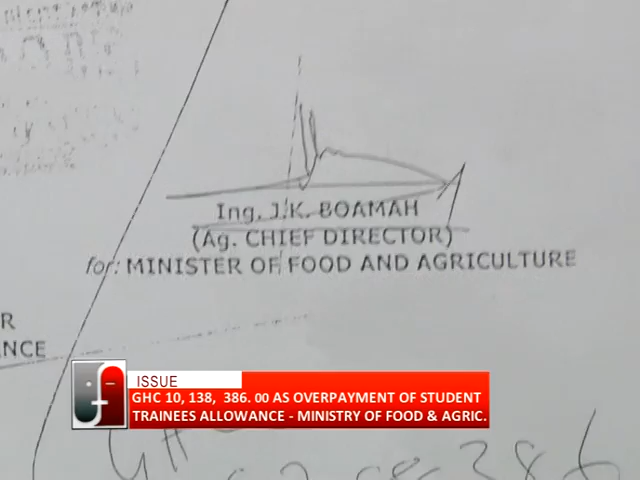 Ing. J.K. BOAMAH
(Ag. CHIEF DIRECTOR)
for: MINISTER OF FOOD AND AGRICULTURE
R
NCE
ISSUE
GHC 10, 138, 386. 00 AS OVERPAYMENT OF STUDENT
TRAINEES ALLOWANCE - MINISTRY OF FOOD & AGRIC.